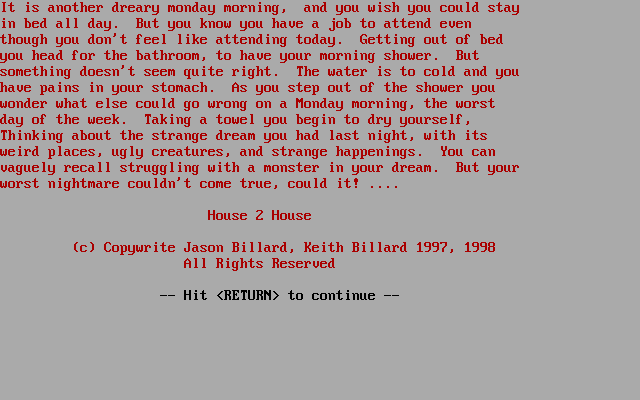 It is another dreary monday morning,  and you wish you could stay
in bed all day.  But you know you have a job to attend even
though you don't feel like attending today.  Getting out of bed
you head for the bathroom, to have your morning shower.  But
something doesn't seem quite right.  The water is to cold and you
have pains in your stomach.  As you step out of the shower you
wonder what else could go wrong on a Monday morning, the worst
day of the week.  Taking a towel you begin to dry yourself,
Thinking about the strange dream you had last night, with its
weird places, ugly creatures, and strange happenings.  You can
vaguely recall struggling with a monster in your dream.  But your
worst nightmare couldn't come true, could it! ....
House 2 House
(c) Copywrite Jason Billard, Keith Billard 1997, 1998
All Rights Reserved
-- Hit <RETURN> to continue --